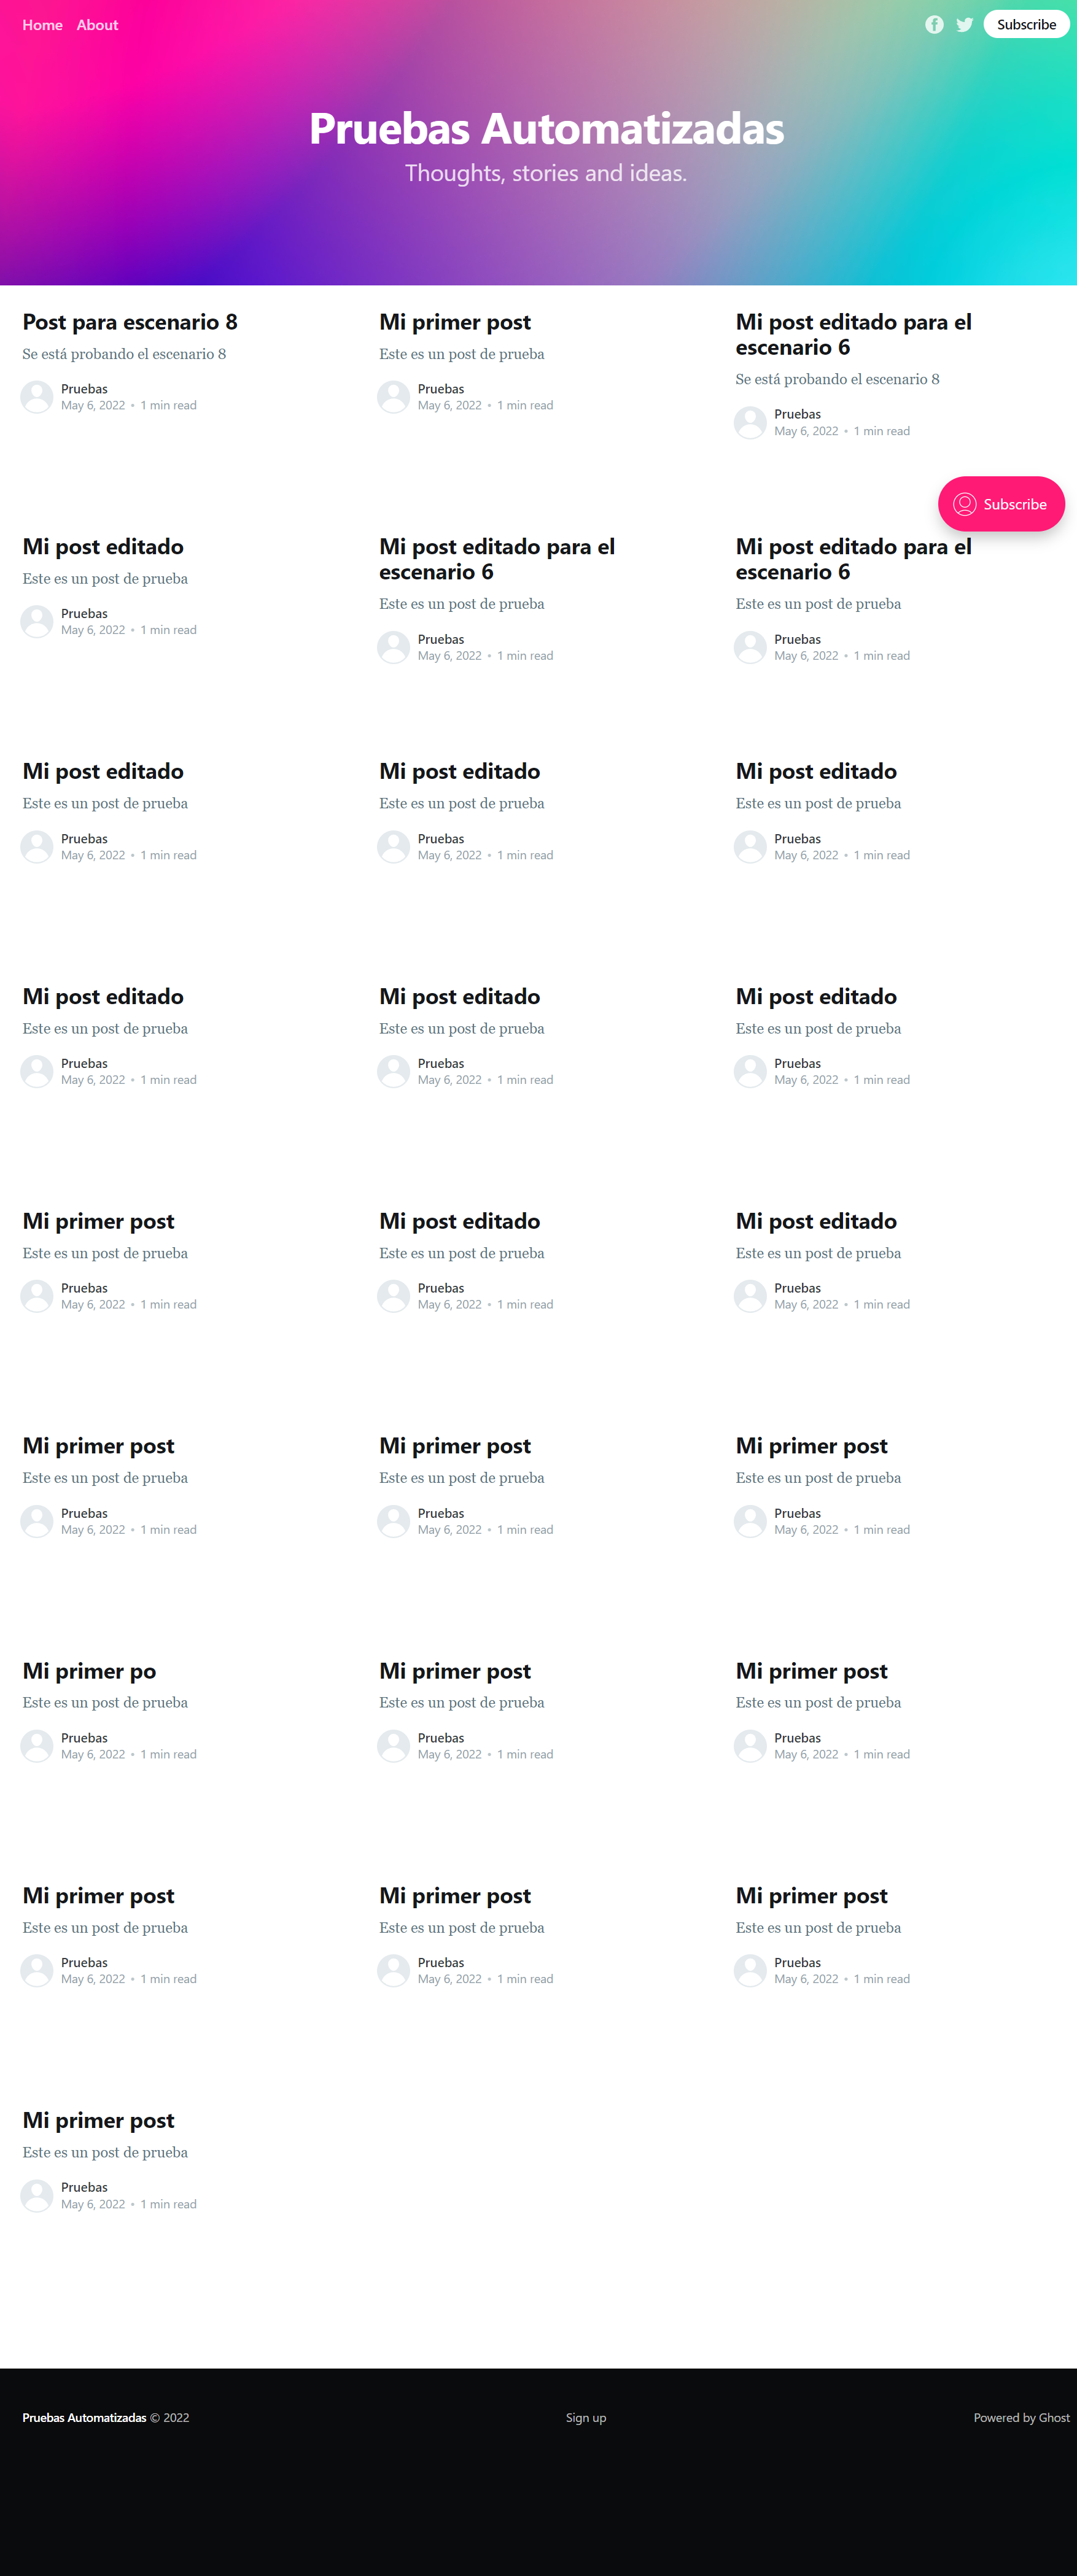 Home About Subscribe
Pruebas Automatizadas
Thoughts, stories and ideas.
Post para escenario 8
Se está probando el escenario 8
Pruebas
May 6, 2022 • 1 min read
Mi primer post
Este es un post de prueba
Pruebas
May 6, 2022 • 1 min read
Mi post editado para el
escenario 6
Se está probando el escenario 8
Pruebas
May 6, 2022 • 1 min read
Subscribe
Mi post editado
Este es un post de prueba
Pruebas
May 6, 2022 • 1 min read
Mi post editado para el
escenario 6
Este es un post de prueba
Pruebas
May 6, 2022 • 1 min read
Mi post editado para el
escenario 6
Este es un post de prueba
Pruebas
May 6, 2022 • 1 min read
Mi post editado
Este es un post de prueba
Pruebas
May 6, 2022 • 1 min read
Mi post editado
Este es un post de prueba
Pruebas
May 6, 2022 • 1 min read
Mi post editado
Este es un post de prueba
Pruebas
May 6, 2022 • 1 min read
Mi post editado
Este es un post de prueba
Pruebas
May 6, 2022 • 1 min read
Mi post editado
Este es un post de prueba
Pruebas
May 6, 2022 • 1 min read
Mi post editado
Este es un post de prueba
Pruebas
May 6, 2022 • 1 min read
Mi primer post
Este es un post de prueba
Pruebas
May 6, 2022 • 1 min read
Mi post editado
Este es un post de prueba
Pruebas
May 6, 2022 • 1 min read
Mi post editado
Este es un post de prueba
Pruebas
May 6, 2022 • 1 min read
Mi primer post
Este es un post de prueba
Pruebas
May 6, 2022 • 1 min read
Mi primer post
Este es un post de prueba
Pruebas
May 6, 2022 • 1 min read
Mi primer post
Este es un post de prueba
Pruebas
May 6, 2022 • 1 min read
Mi primer po
Este es un post de prueba
Pruebas
May 6, 2022 • 1 min read
Mi primer post
Este es un post de prueba
Pruebas
May 6, 2022 • 1 min read
Mi primer post
Este es un post de prueba
Pruebas
May 6, 2022 • 1 min read
Mi primer post
Este es un post de prueba
Pruebas
May 6, 2022 • 1 min read
Mi primer post
Este es un post de prueba
Pruebas
May 6, 2022 • 1 min read
Mi primer post
Este es un post de prueba
Pruebas
May 6, 2022 • 1 min read
Mi primer post
Este es un post de prueba
Pruebas
May 6, 2022 • 1 min read
Pruebas Automatizadas © 2022 Sign up Powered by Ghost